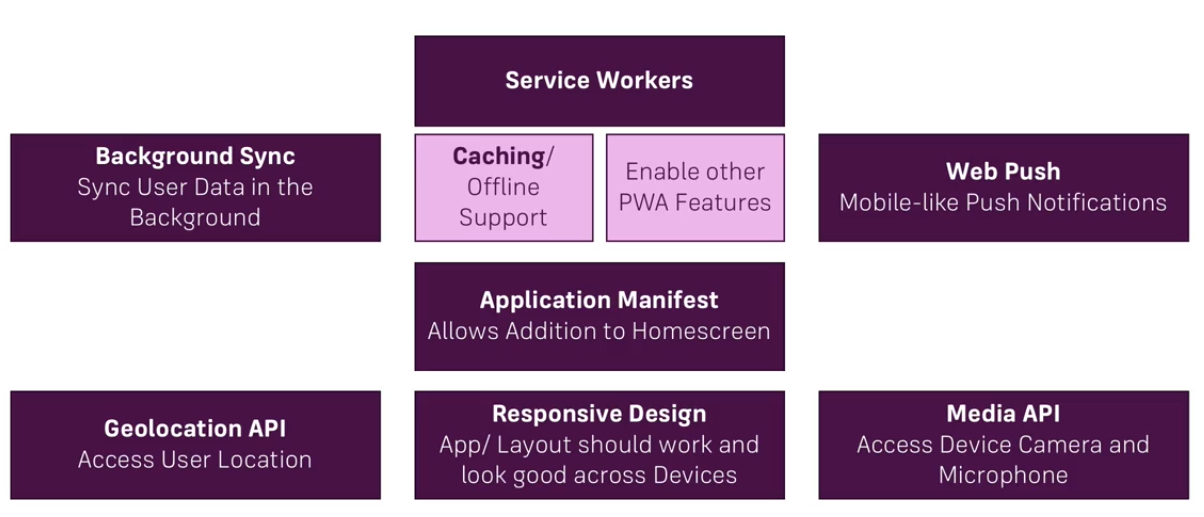 Service Workers
Background Sync
Sync User Data in the
Background
Caching/
Offline
Support
Enable other
PWA Features
Web Push
Mobile-like Push Notifications
Application Manifest
Allows Addition to Homescreen
Geolocation API
Access User Location
Responsive Design
App/ Layout should work and
look good across Devices
Media API
Access Device Camera and
Microphone